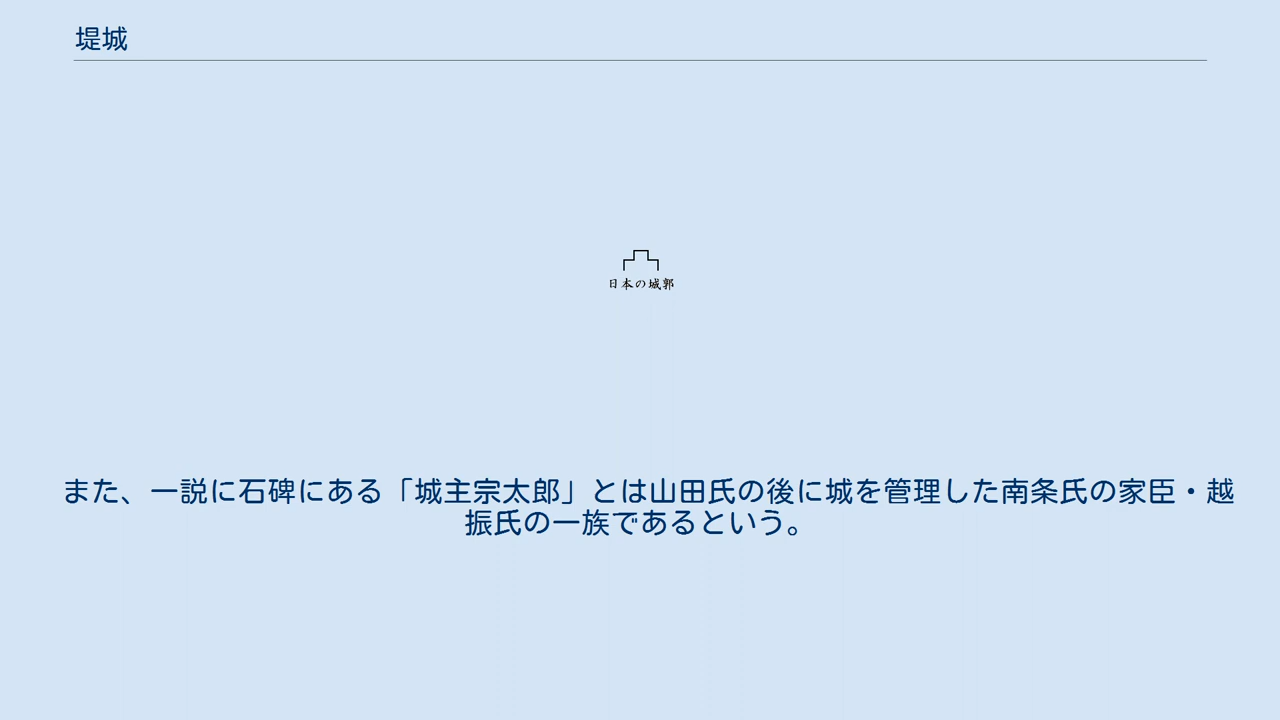 堤城
日本の城郭
また、一説に石碑にある「城主宗太郎」とは山田氏の後に城を管理した南条氏の家臣・越
振氏の一族であるという。